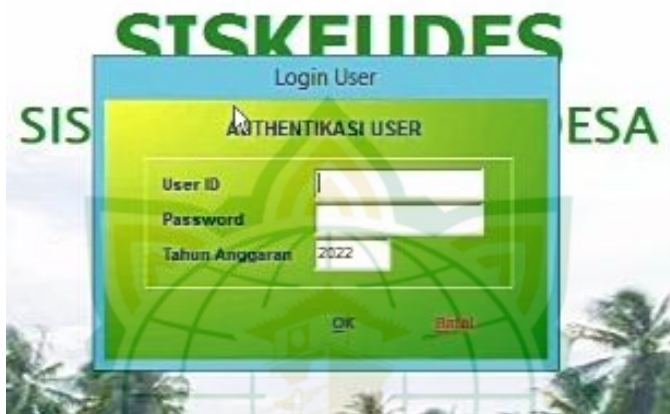 SISKEUDES
Login User
SIS ESA
AUTHENTIKASI USER
User ID
Password
Tahun Anggaran 2022
OK Batal